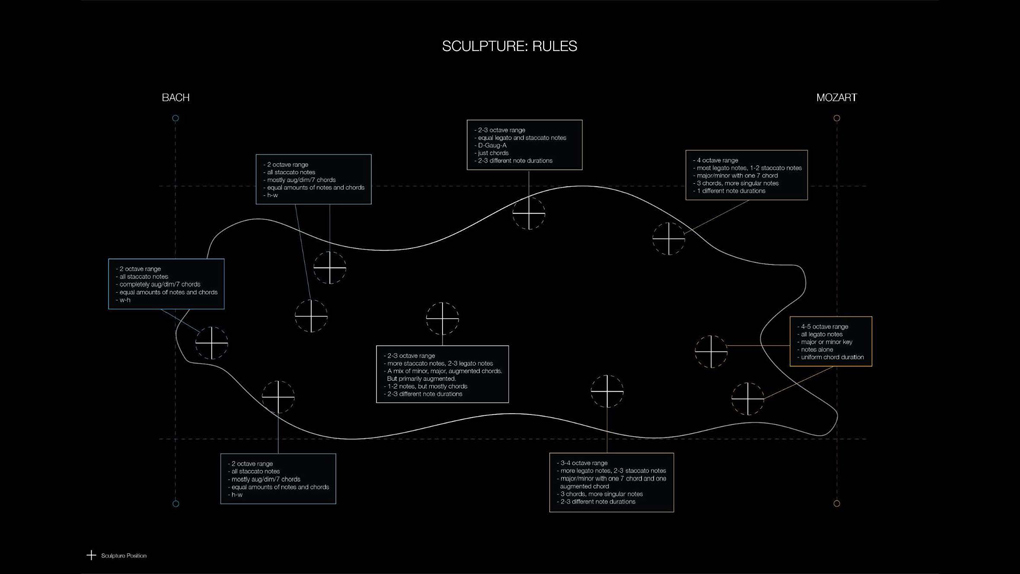 SCULPTURE: RULES
BACH
MOZART
- 2-3 octave range
- equal legato and staccato notes
- D-Gaug-A
- just chords
- 2-3 different note durations
- 2 octave range
- all staccato notes
- mostly aug/dim/7 chords
- equal amounts of notes and chords
- h-w
- 4 octave range
- most legato notes, 1-2 staccato notes
- major/minor with one 7 chord
- 3 chords, more singular notes
- 1 different note durations
- 2 octave range
- all staccato notes
- completely aug/dim/7 chords
- equal amounts of notes and chords
- w-h
- 4-5 octave range
- all legato notes
- major or minor key
- notes alone
- uniform chord duration
- 2-3 octave range
- more staccato notes, 2-3 legato notes
- A mix of minor, major, augmented chords.
But primarily augmented.
- 1-2 notes, but mostly chords
- 2-3 different note durations
- 2 octave range
- all staccato notes
- mostly aug/dim/7 chords
- equal amounts of notes and chords
- h-w
- 3-4 octave range
- more legato notes, 2-3 staccato notes
- major/minor with one 7 chord and one
augmented chord
- 3 chords, more singular notes
- 2-3 different note durations
Sculpture Position